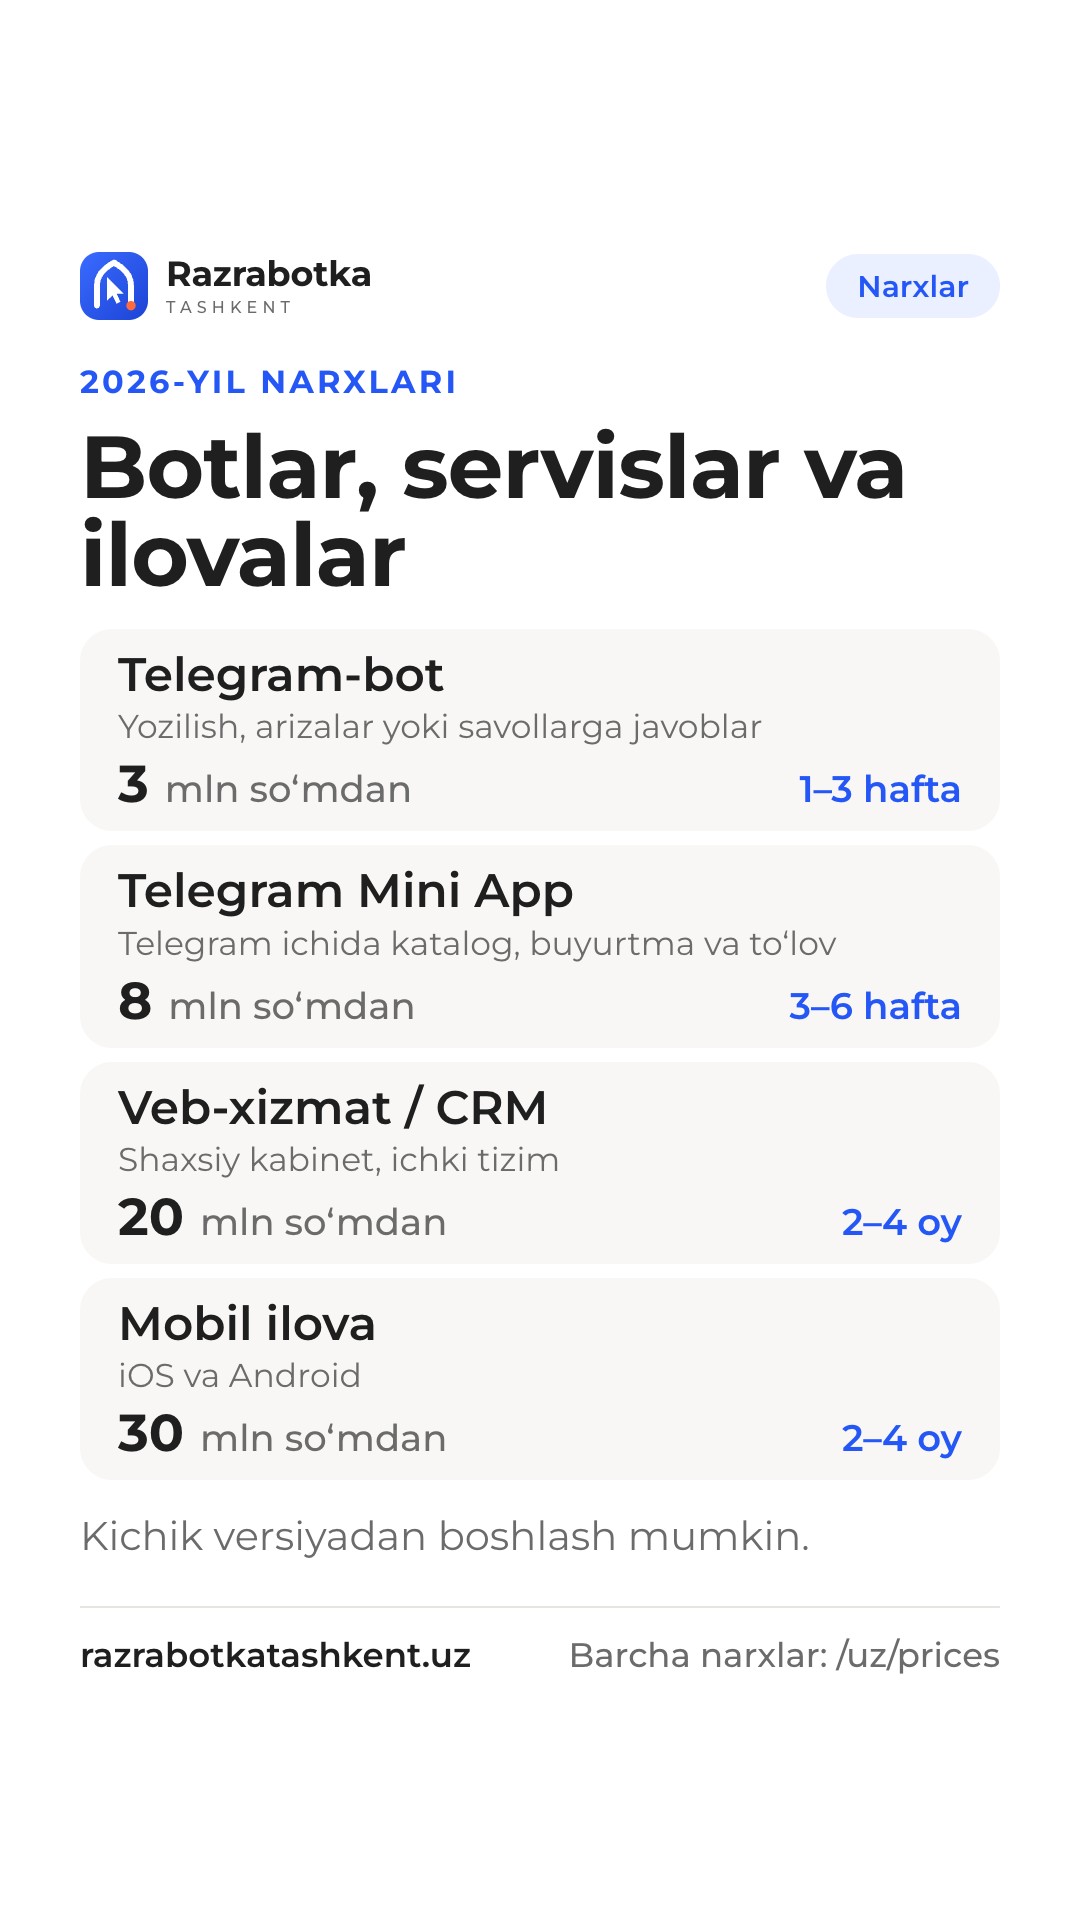 Razrabotka
TASHKENT
Narxlar
2026-YIL NARXLARI
Botlar, servislar va
ilovalar
Telegram-bot
Yozilish, arizalar yoki savollarga javoblar
3 mln so‘mdan
1–3 hafta
Telegram Mini App
Telegram ichida katalog, buyurtma va to‘lov
8 mln so‘mdan
3–6 hafta
Veb-xizmat / CRM
Shaxsiy kabinet, ichki tizim
20 mln so‘mdan
2–4 oy
Mobil ilova
iOS va Android
30 mln so‘mdan
2–4 oy
Kichik versiyadan boshlash mumkin.
razrabotkatashkent.uz
Barcha narxlar: /uz/prices